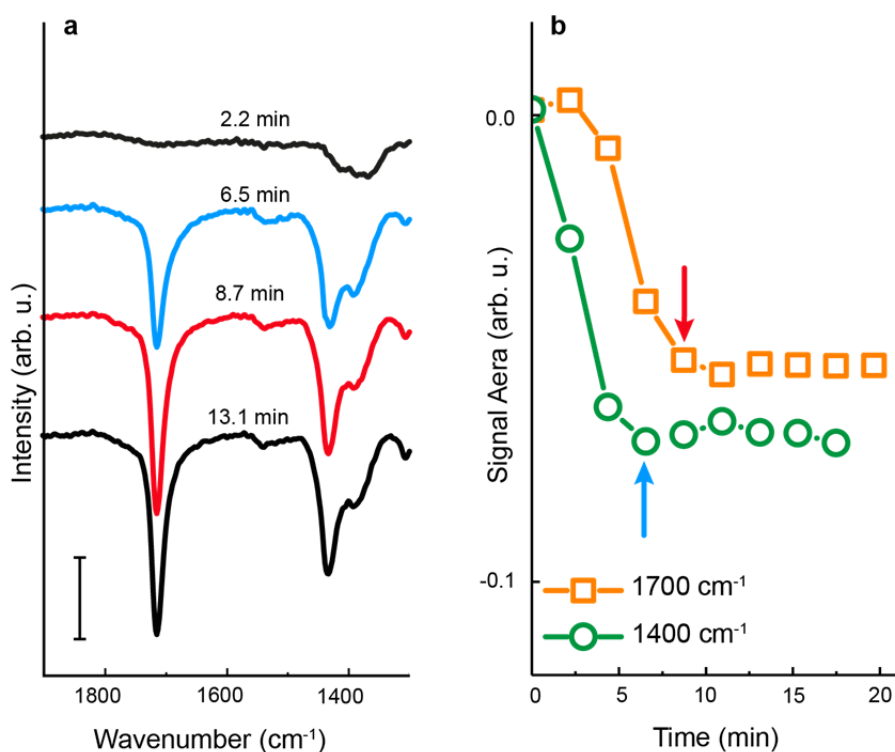 a
2.2 min
6.5 min
8.7 min
13.1 min
Intensity (arb. u.)
1800
1600
1400
Wavenumber (cm⁻¹)
b
0.0
-0.1
Signal Aera (arb. u.)
1700 cm⁻¹
1400 cm⁻¹
0
5
10
15
20
Time (min)